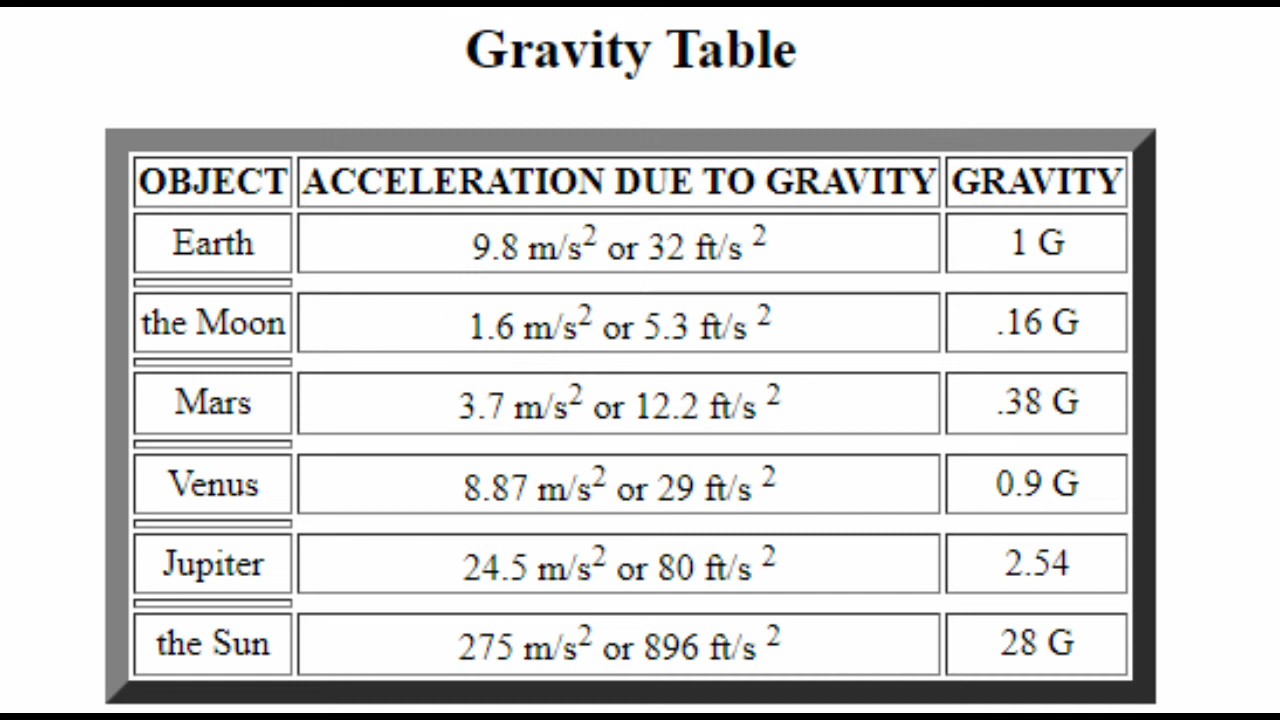 Gravity Table
OBJECT ACCELERATION DUE TO GRAVITY GRAVITY
Earth 9.8 m/s² or 32 ft/s ² 1 G
the Moon 1.6 m/s² or 5.3 ft/s ² .16 G
Mars 3.7 m/s² or 12.2 ft/s ² .38 G
Venus 8.87 m/s² or 29 ft/s ² 0.9 G
Jupiter 24.5 m/s² or 80 ft/s ² 2.54
the Sun 275 m/s² or 896 ft/s ² 28 G